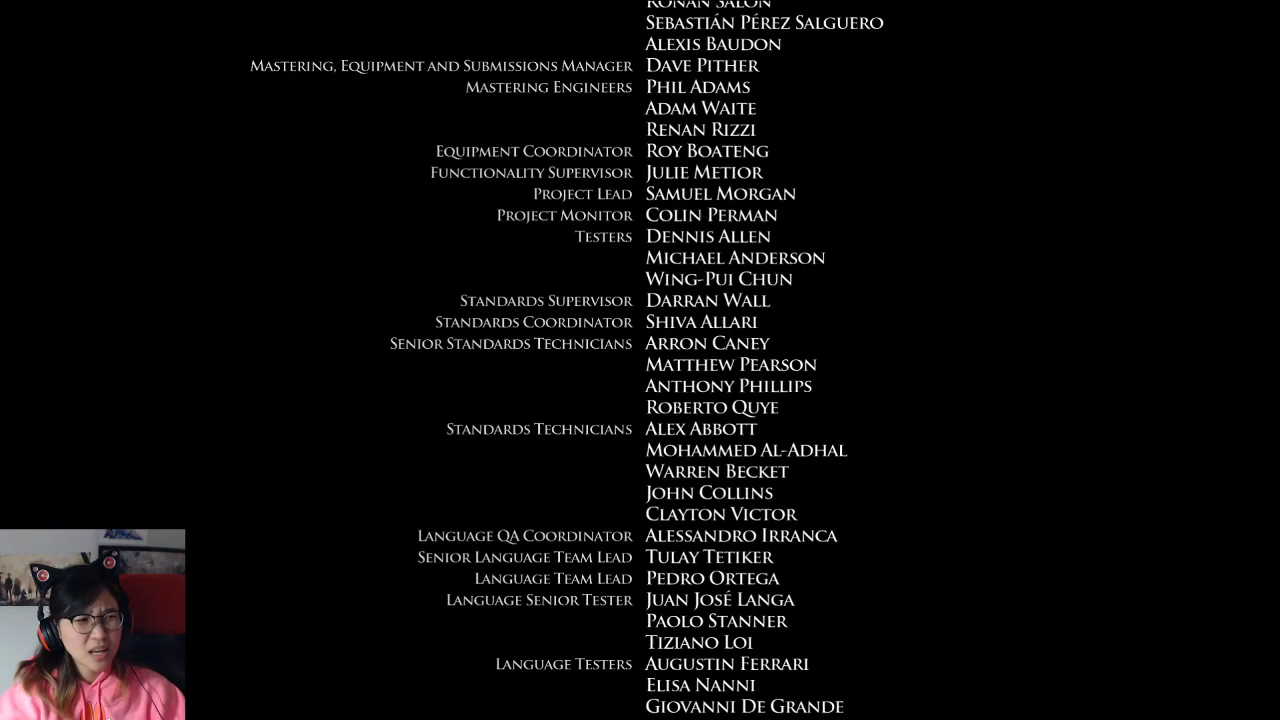 RONAN SALON
SEBASTIÁN PÉREZ SALGUERO
ALEXIS BAUDON
MASTERING, EQUIPMENT AND SUBMISSIONS MANAGER DAVE PITHER
MASTERING ENGINEERS PHIL ADAMS
ADAM WAITE
RENAN RIZZI
EQUIPMENT COORDINATOR ROY BOATENG
FUNCTIONALITY SUPERVISOR JULIE METIOR
PROJECT LEAD SAMUEL MORGAN
PROJECT MONITOR COLIN PERMAN
TESTERS DENNIS ALLEN
MICHAEL ANDERSON
WING-PUI CHUN
STANDARDS SUPERVISOR DARRAN WALL
STANDARDS COORDINATOR SHIVA ALLARI
SENIOR STANDARDS TECHNICIANS ARRON CANEY
MATTHEW PEARSON
ANTHONY PHILLIPS
ROBERTO QUYE
STANDARDS TECHNICIANS ALEX ABBOTT
MOHAMMED AL-ADHAL
WARREN BECKET
JOHN COLLINS
CLAYTON VICTOR
LANGUAGE QA COORDINATOR ALESSANDRO IRRANCA
SENIOR LANGUAGE TEAM LEAD TULAY TETIKER
LANGUAGE TEAM LEAD PEDRO ORTEGA
LANGUAGE SENIOR TESTER JUAN JOSÉ LANGA
PAOLO STANNER
TIZIANO LOI
LANGUAGE TESTERS AUGUSTIN FERRARI
ELISA NANNI
GIOVANNI DE GRANDE